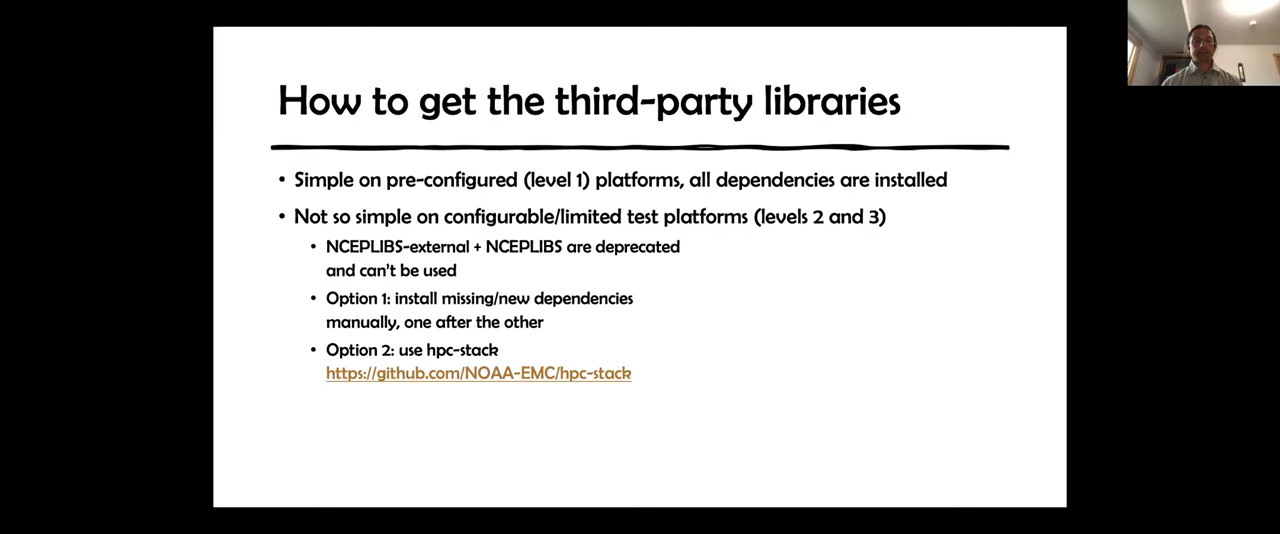 How to get the third-party libraries
• Simple on pre-configured (level 1) platforms, all dependencies are installed
• Not so simple on configurable/limited test platforms (levels 2 and 3)
• NCEPLIBS-external + NCEPLIBS are deprecated
and can't be used
• Option 1: install missing/new dependencies
manually, one after the other
• Option 2: use hpc-stack
https://github.com/NOAA-EMC/hpc-stack